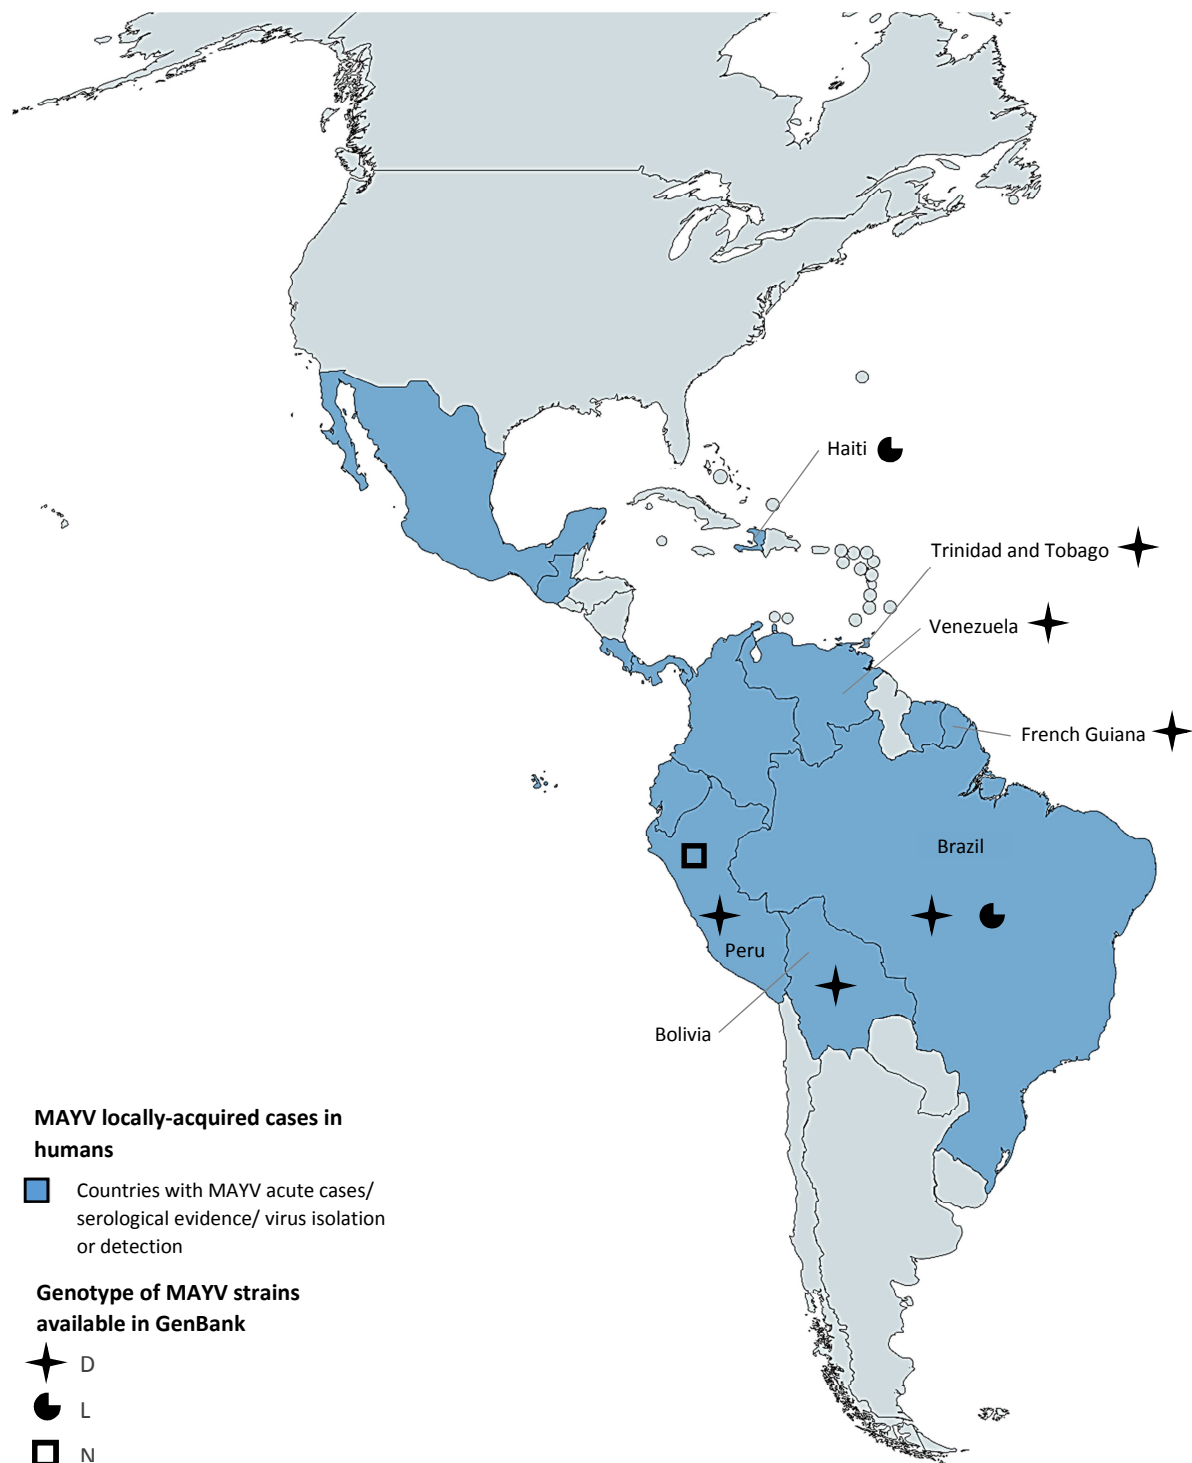 Haiti
Trinidad and Tobago
Venezuela
French Guiana
Brazil
Peru
Bolivia
MAYV locally-acquired cases in
humans
Countries with MAYV acute cases/
serological evidence/ virus isolation
or detection
Genotype of MAYV strains
available in GenBank
D
L
N